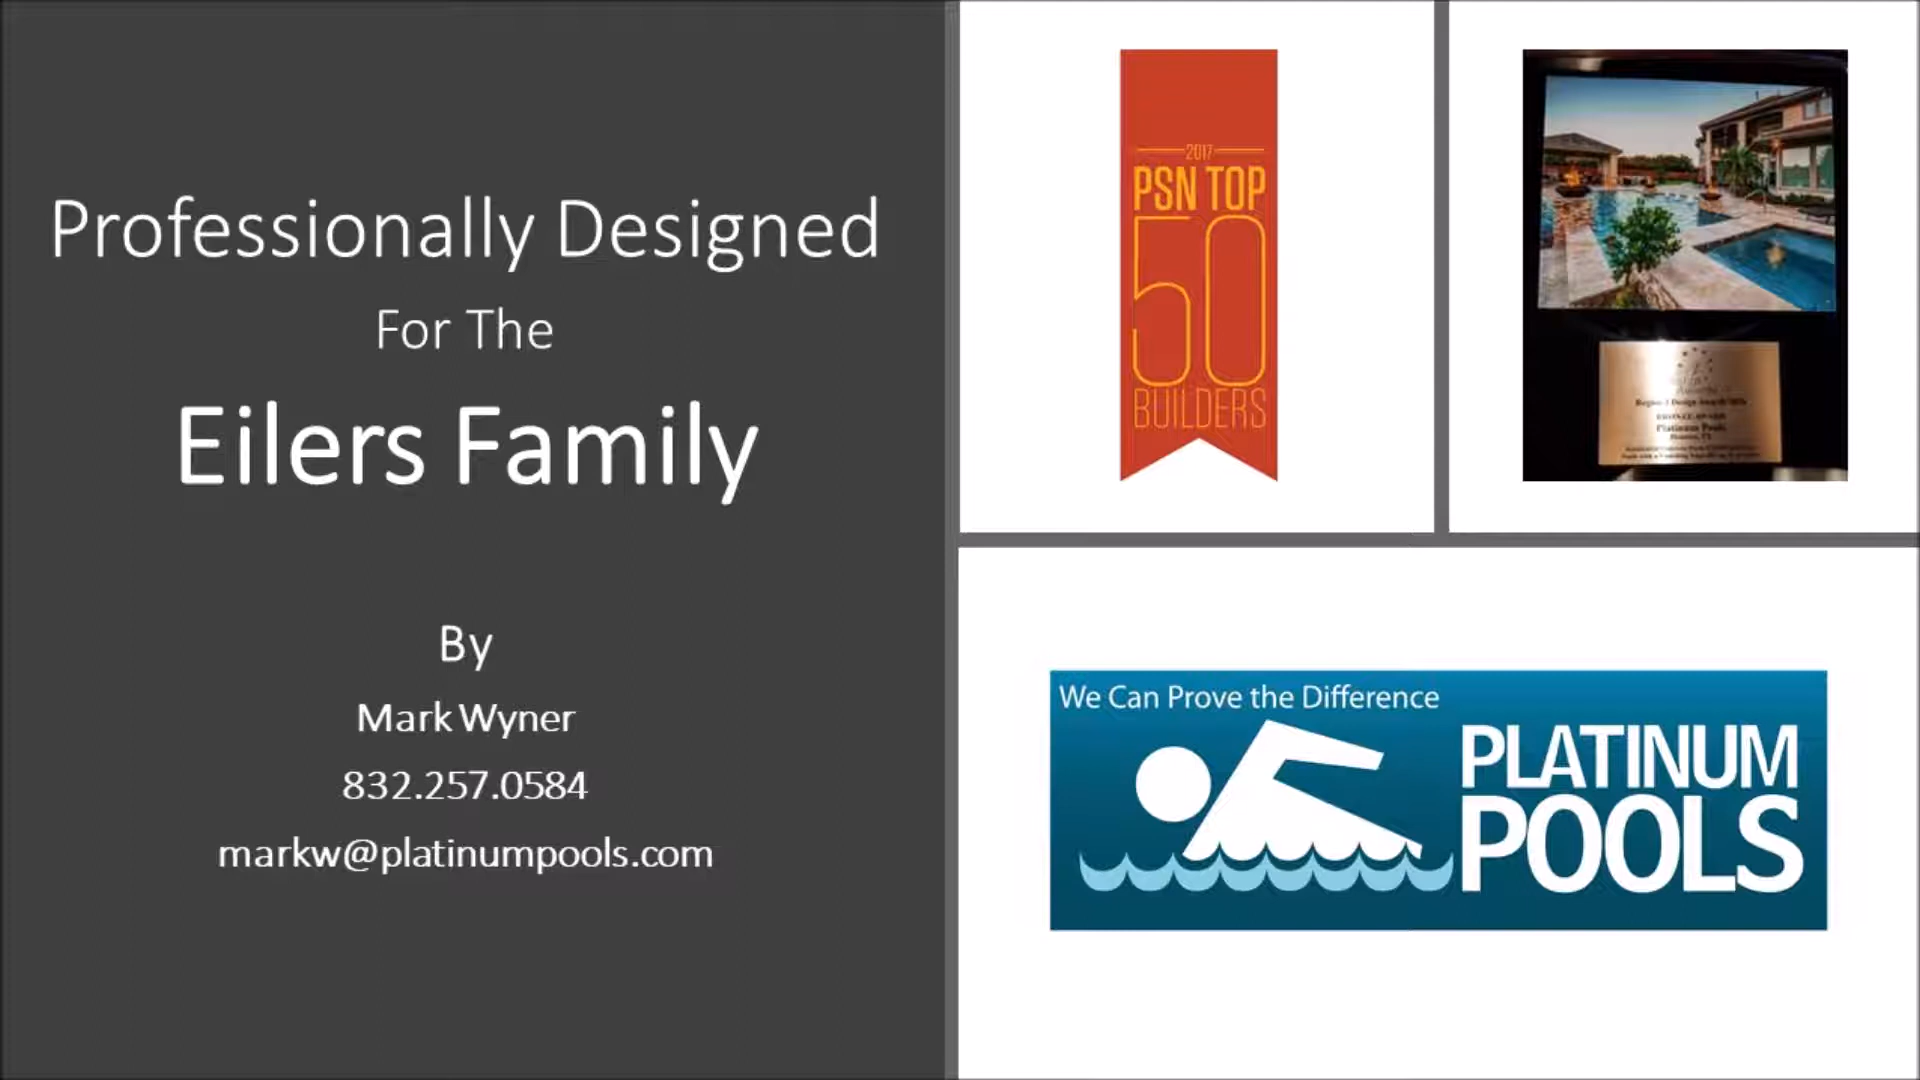 Professionally Designed
For The
Eilers Family
By
Mark Wyner
832.257.0584
markw@platinumpools.com
2017
PSN TOP
50
BUILDERS
Platinum Pools
We Can Prove the Difference
PLATINUM
POOLS